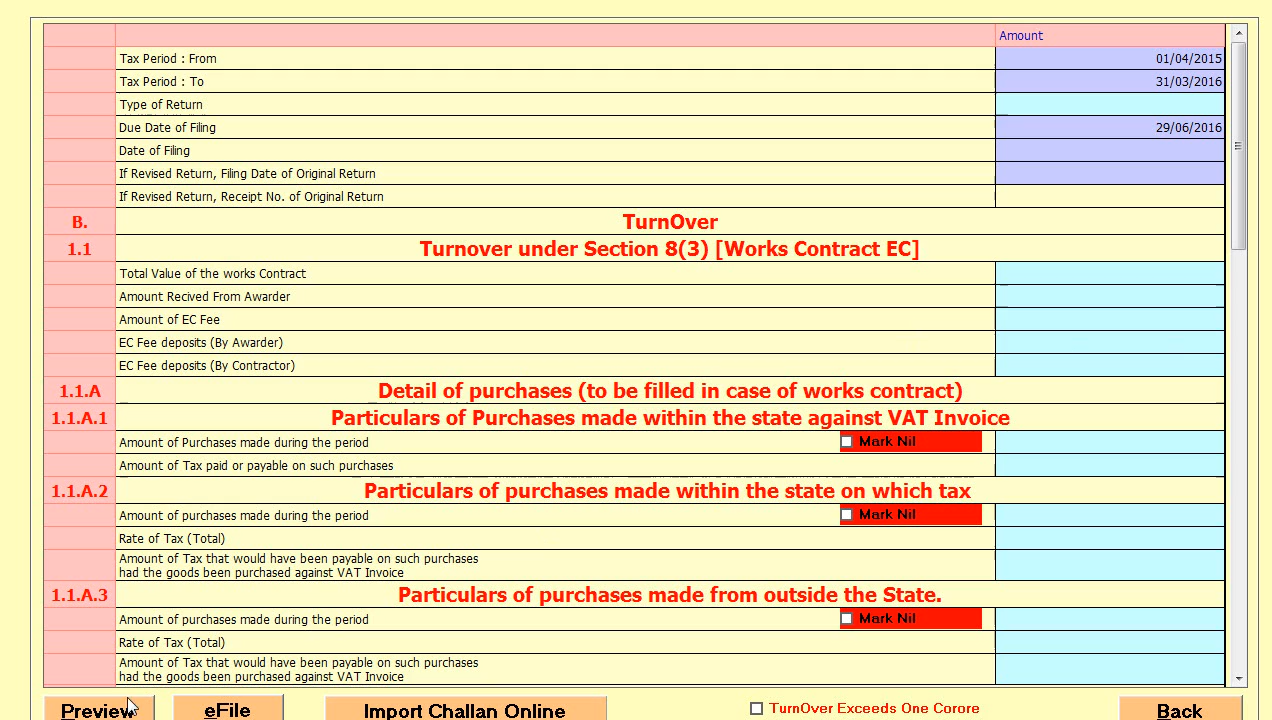 Amount
Tax Period : From 01/04/2015
Tax Period : To 31/03/2016
Type of Return
Due Date of Filing 29/06/2016
Date of Filing
If Revised Return, Filing Date of Original Return
If Revised Return, Receipt No. of Original Return
B. TurnOver
1.1 Turnover under Section 8(3) [Works Contract EC]
Total Value of the works Contract
Amount Recived From Awarder
Amount of EC Fee
EC Fee deposits (By Awarder)
EC Fee deposits (By Contractor)
1.1.A Detail of purchases (to be filled in case of works contract)
1.1.A.1 Particulars of Purchases made within the state against VAT Invoice
Amount of Purchases made during the period Mark Nil
Amount of Tax paid or payable on such purchases
1.1.A.2 Particulars of purchases made within the state on which tax
Amount of purchases made during the period Mark Nil
Rate of Tax (Total)
Amount of Tax that would have been payable on such purchases
had the goods been purchased against VAT Invoice
1.1.A.3 Particulars of purchases made from outside the State.
Amount of purchases made during the period Mark Nil
Rate of Tax (Total)
Amount of Tax that would have been payable on such purchases
had the goods been purchased against VAT Invoice
Preview eFile Import Challan Online TurnOver Exceeds One Corore Back